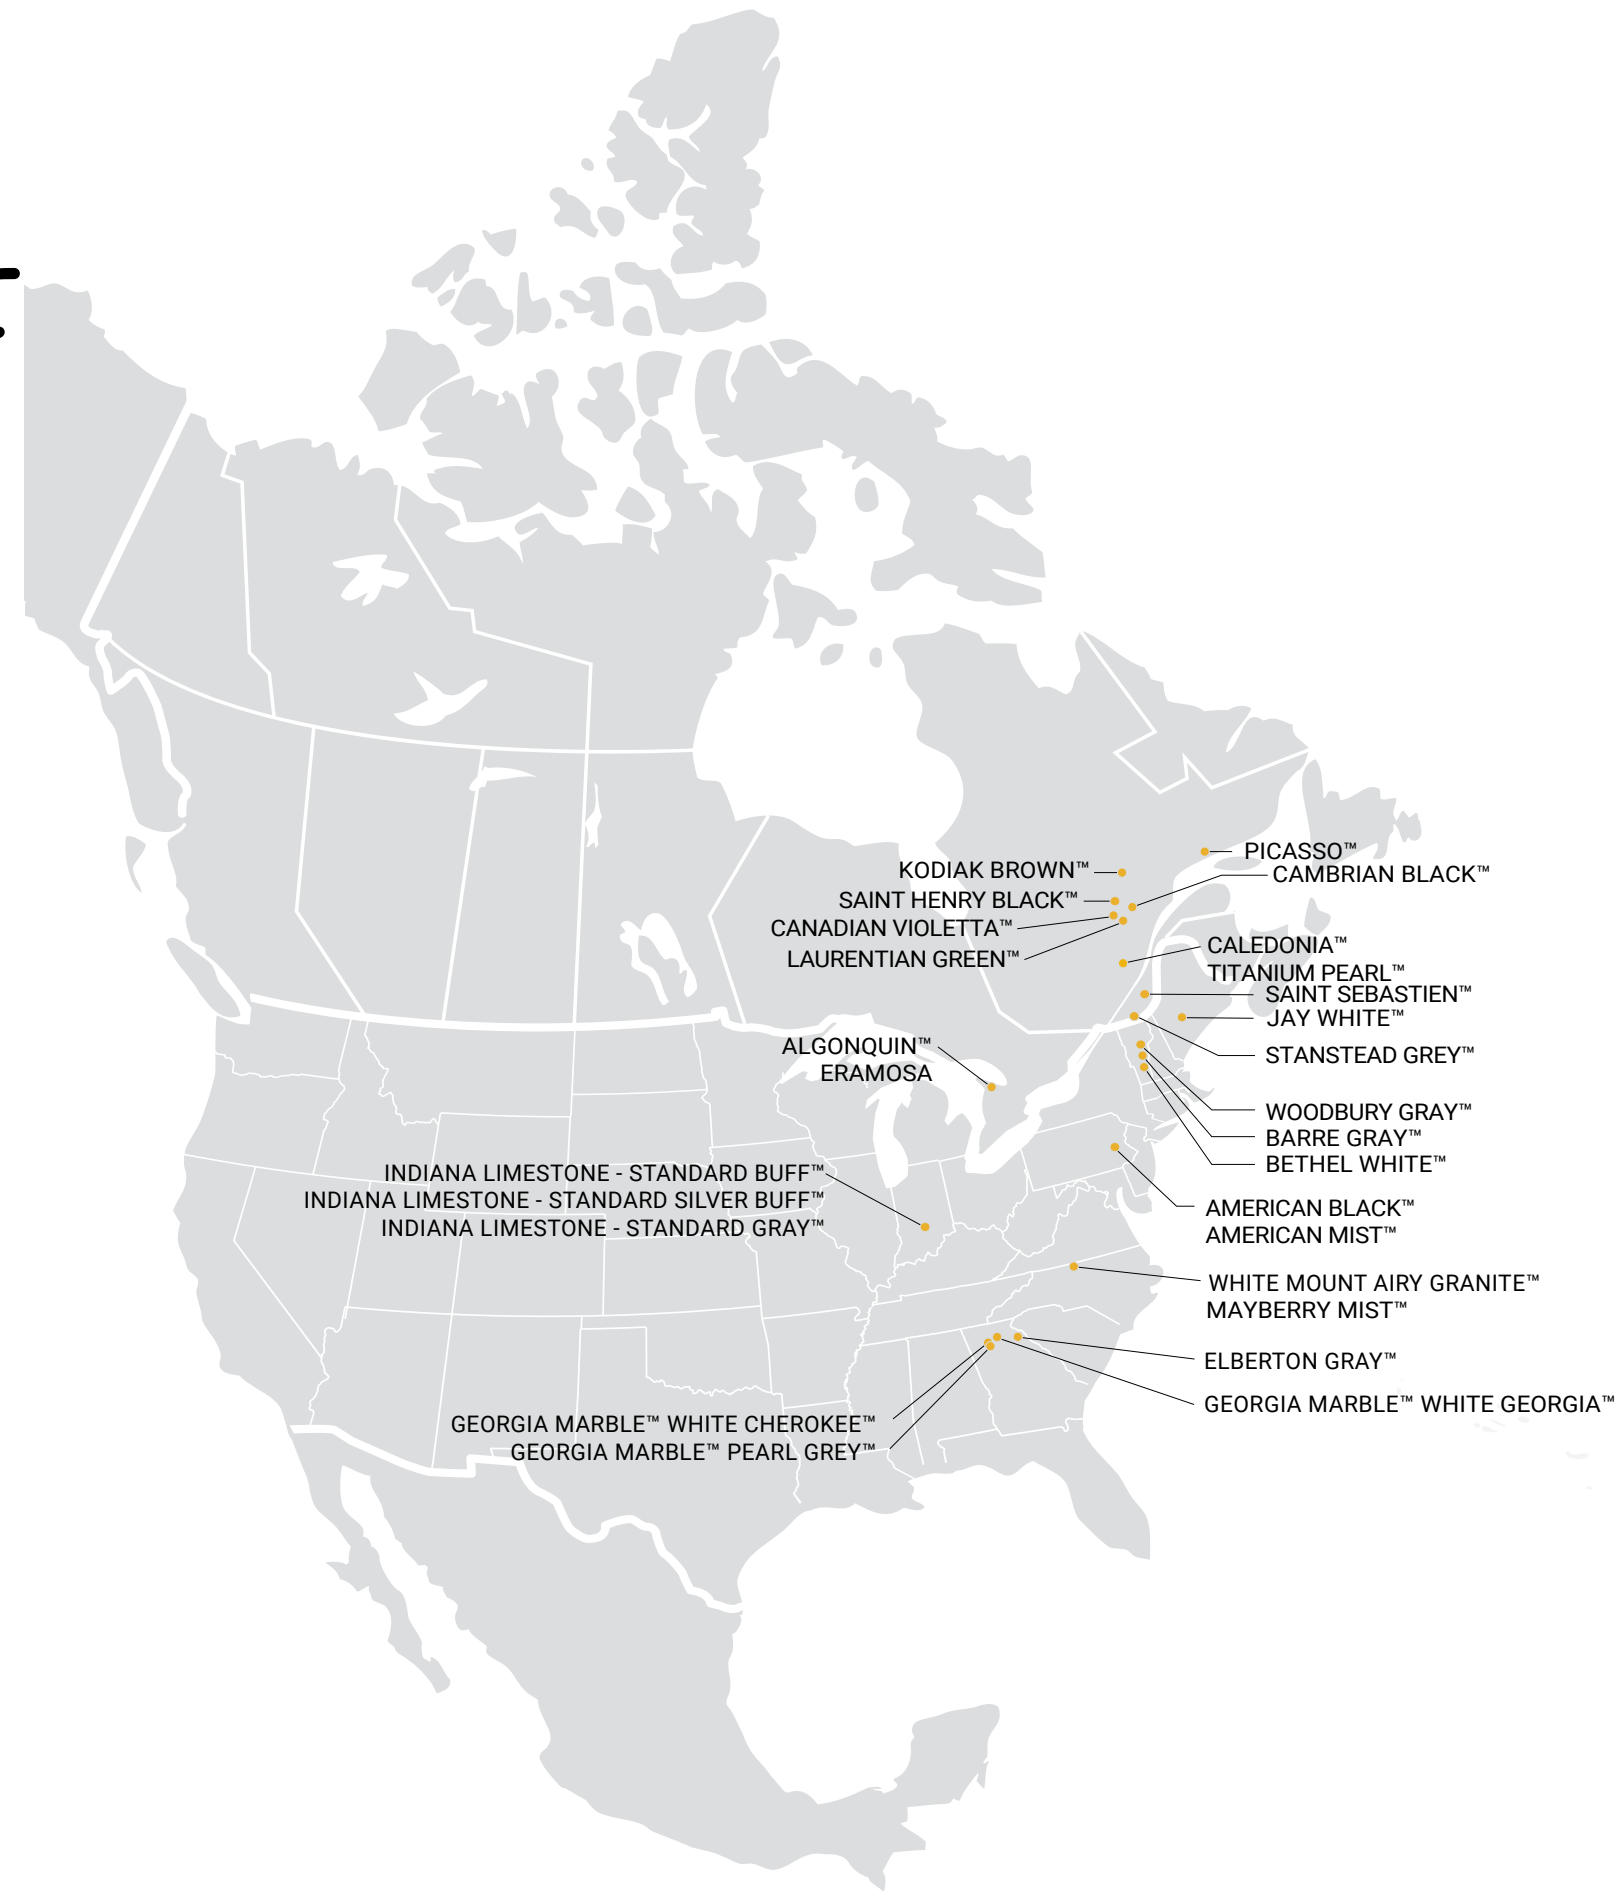 PICASSO™
KODIAK BROWN™
CAMBRIAN BLACK™
SAINT HENRY BLACK™
CANADIAN VIOLETTA™
LAURENTIAN GREEN™
CALEDONIA™
TITANIUM PEARL™
SAINT SEBASTIEN™
JAY WHITE™
STANSTEAD GREY™
ALGONQUIN™
ERAMOSA
WOODBURY GRAY™
BARRE GRAY™
BETHEL WHITE™
INDIANA LIMESTONE - STANDARD BUFF™
INDIANA LIMESTONE - STANDARD SILVER BUFF™
INDIANA LIMESTONE - STANDARD GRAY™
AMERICAN BLACK™
AMERICAN MIST™
WHITE MOUNT AIRY GRANITE™
MAYBERRY MIST™
ELBERTON GRAY™
GEORGIA MARBLE™ WHITE GEORGIA™
GEORGIA MARBLE™ WHITE CHEROKEE™
GEORGIA MARBLE™ PEARL GREY™